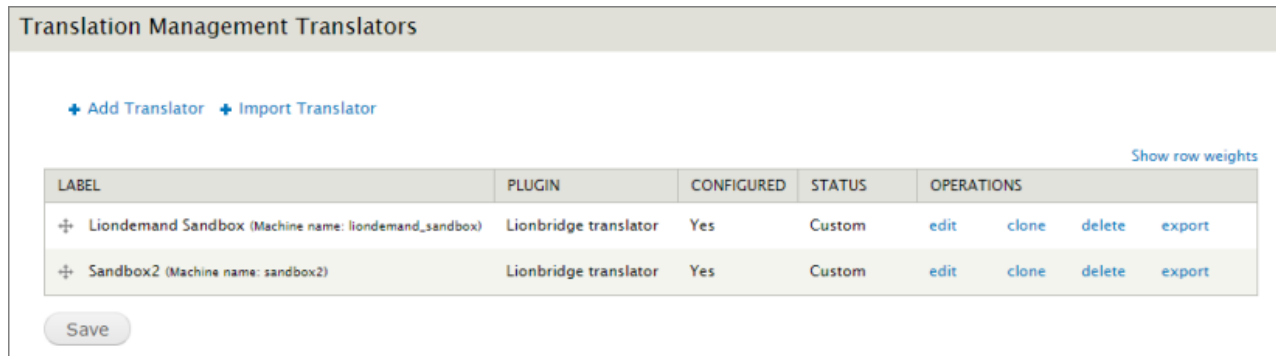 Translation Management Translators
Add Translator Import Translator
Show row weights
LABEL PLUGIN CONFIGURED STATUS OPERATIONS
Liondemand Sandbox (Machine name: liondemand_sandbox) Lionbridge translator Yes Custom edit clone delete export
Sandbox2 (Machine name: sandbox2) Lionbridge translator Yes Custom edit clone delete export
Save